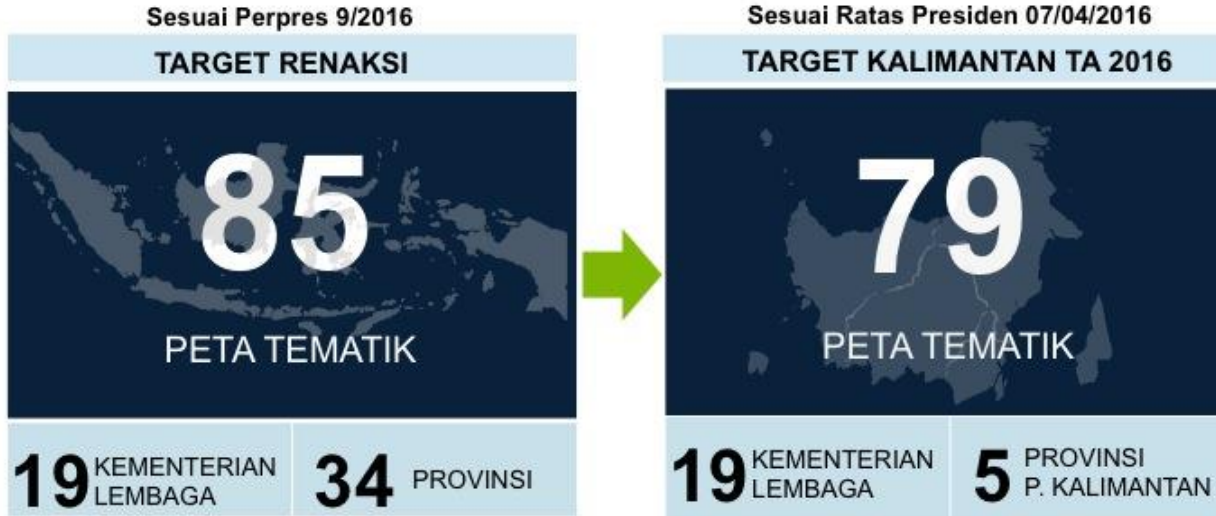 Sesuai Perpres 9/2016
TARGET RENAKSI
85
PETA TEMATIK
19 KEMENTERIAN
LEMBAGA
34 PROVINSI
Sesuai Ratas Presiden 07/04/2016
TARGET KALIMANTAN TA 2016
79
PETA TEMATIK
19 KEMENTERIAN
LEMBAGA
5 PROVINSI
P. KALIMANTAN